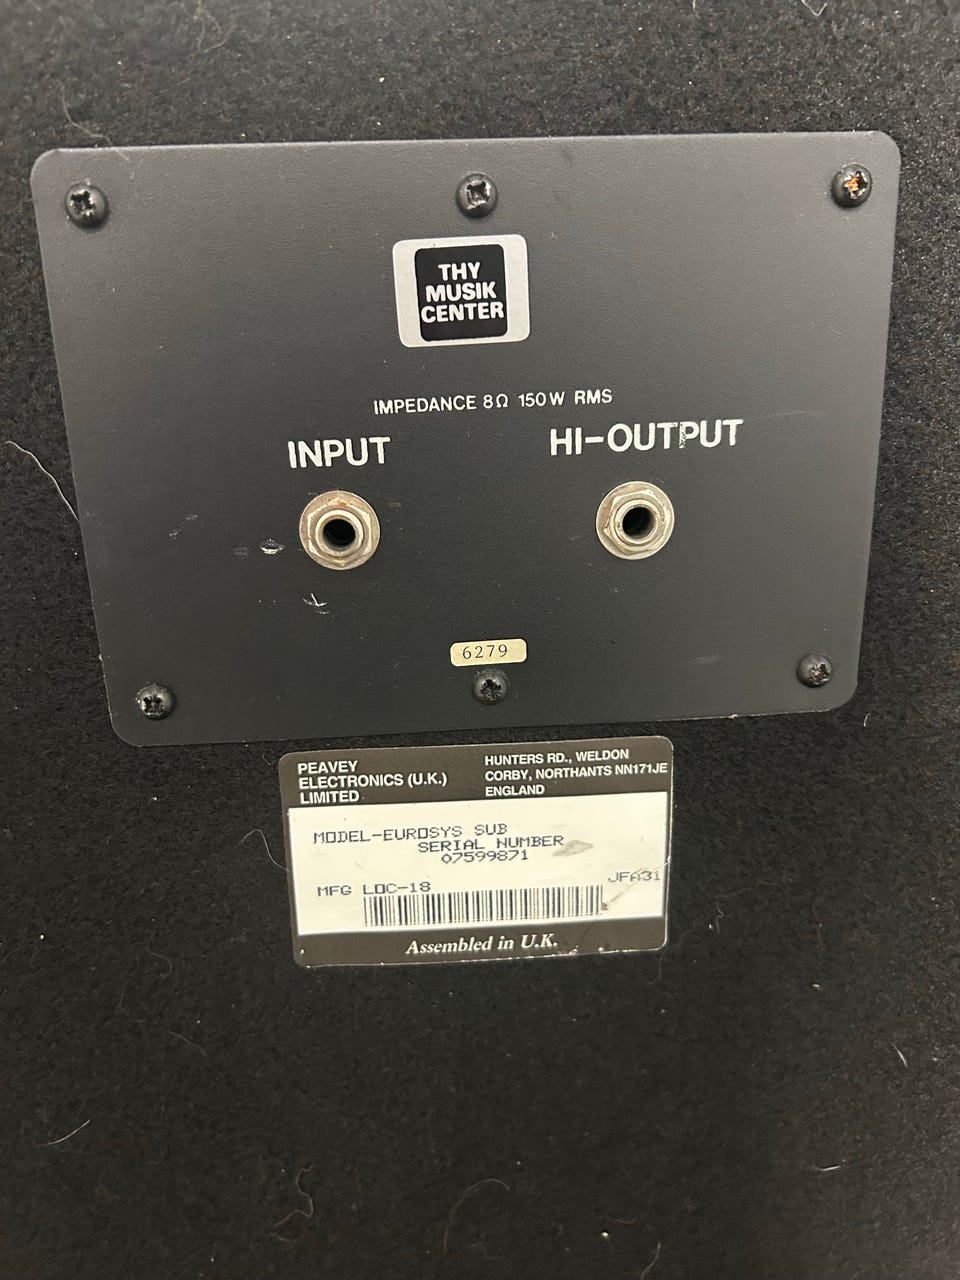 THY
MUSIK
CENTER
IMPEDANCE 8Ω 150W RMS
INPUT
HI-OUTPUT
6279
PEAVEY
ELECTRONICS (U.K.)
LIMITED
HUNTERS RD., WELDON
CORBY, NORTHANTS NN171JE
ENGLAND
MODEL-EUROSYS SUB
SERIAL NUMBER
07599871
MFG LOC-18
JFA31
Assembled in U.K.